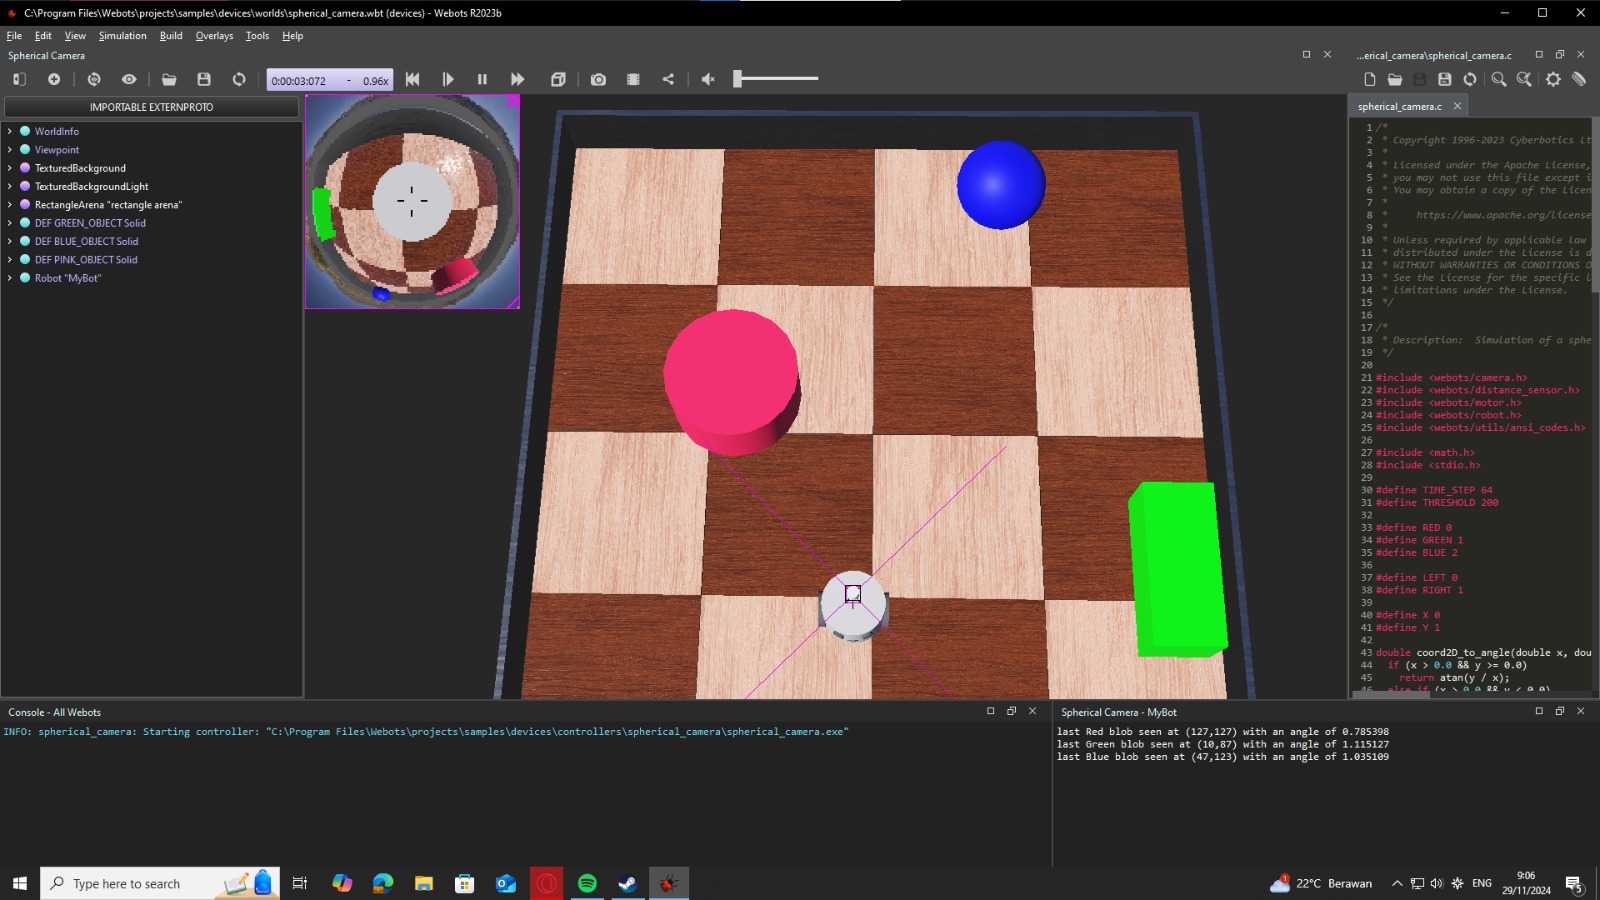 C:\Program Files\Webots\projects\samples\devices\worlds\spherical_camera.wbt (devices) - Webots R2023b
File Edit View Simulation Build Overlays Tools Help
Spherical Camera
...erical_camera\spherical_camera.c
0:00:03:072 - 0.96x
IMPORTABLE EXTERNPROTO
WorldInfo
Viewpoint
TexturedBackground
TexturedBackgroundLight
RectangleArena "rectangle arena"
DEF GREEN_OBJECT Solid
DEF BLUE_OBJECT Solid
DEF PINK_OBJECT Solid
Robot "MyBot"
spherical_camera.c
1 /*
2 * Copyright 1996-2023 Cyberbotics Lt
3 *
4 * Licensed under the Apache License,
5 * you may not use this file except i
6 * You may obtain a copy of the Licen
7 *
8 * https://www.apache.org/license
9 *
10 * Unless required by applicable law
11 * distributed under the License is d
12 * WITHOUT WARRANTIES OR CONDITIONS O
13 * See the License for the specific l
14 * limitations under the License.
15 */
16
17 /*
18 * Description: Simulation of a sphe
19 */
20
21 #include <webots/camera.h>
22 #include <webots/distance_sensor.h>
23 #include <webots/motor.h>
24 #include <webots/robot.h>
25 #include <webots/utils/ansi_codes.h>
26
27 #include <math.h>
28 #include <stdio.h>
29
30 #define TIME_STEP 64
31 #define THRESHOLD 200
32
33 #define RED 0
34 #define GREEN 1
35 #define BLUE 2
36
37 #define LEFT 0
38 #define RIGHT 1
39
40 #define X 0
41 #define Y 1
42
43 double coord2D_to_angle(double x, dou
44 if (x > 0.0 && y >= 0.0)
45 return atan(y / x);
46 else if (x > 0.0 && y < 0.0)
Console - All Webots
INFO: spherical_camera: Starting controller: "C:\Program Files\Webots\projects\samples\devices\controllers\spherical_camera\spherical_camera.exe"
Spherical Camera - MyBot
last Red blob seen at (127,127) with an angle of 0.785398
last Green blob seen at (10,87) with an angle of 1.115127
last Blue blob seen at (47,123) with an angle of 1.035109
Type here to search
1
22°C Berawan
ENG
9:06
29/11/2024
5